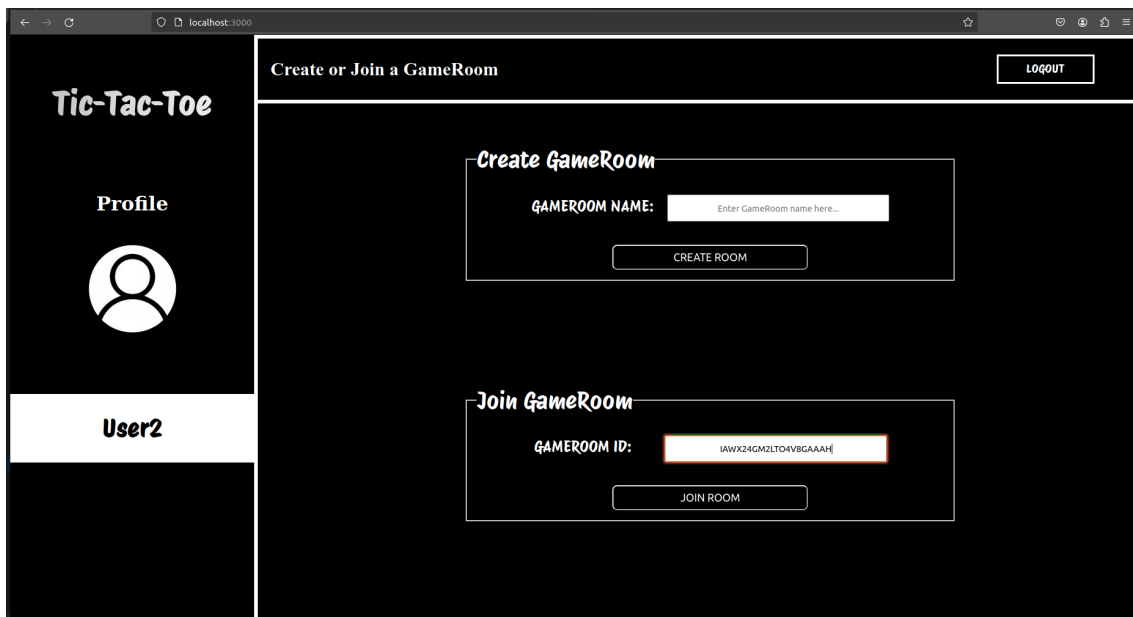 localhost:3000
Tic-Tac-Toe
Profile
User2
Create or Join a GameRoom
LOGOUT
Create GameRoom
GAMEROOM NAME:
Enter GameRoom name here...
CREATE ROOM
Join GameRoom
GAMEROOM ID:
IAWX24GM2LTO4V8GAAAH
JOIN ROOM